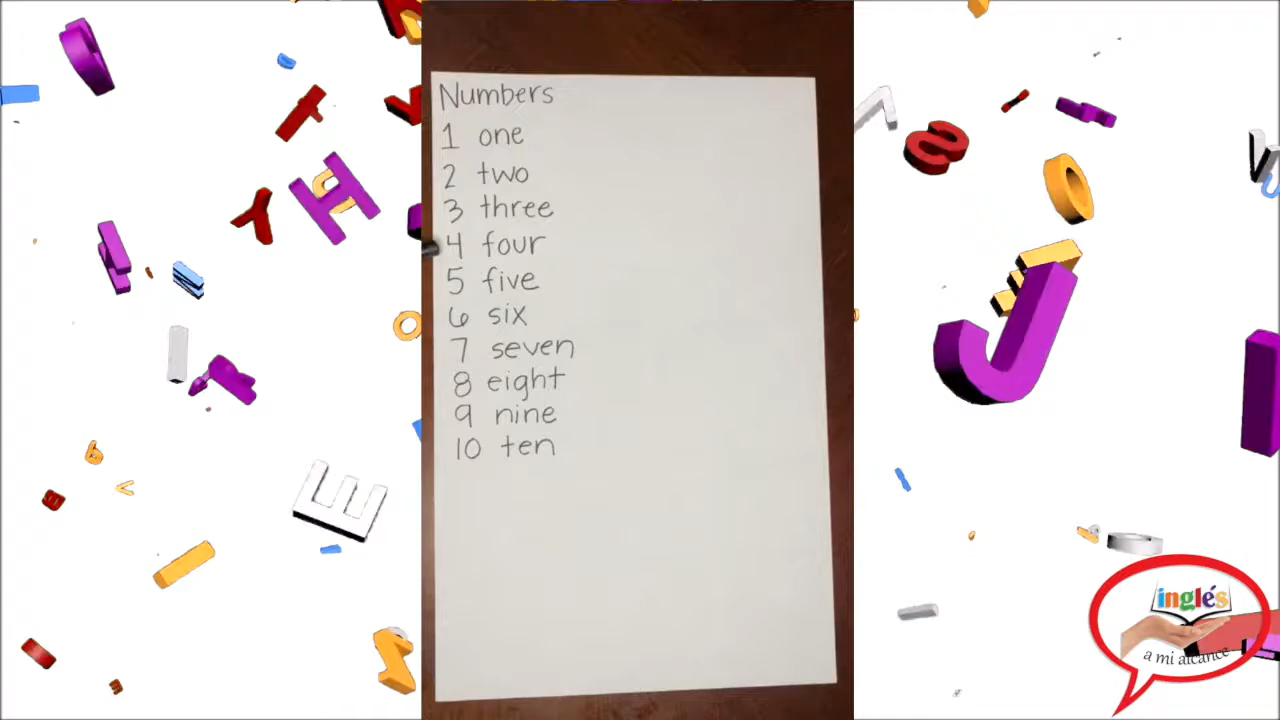 Numbers
1 one
2 two
3 three
4 four
5 five
6 six
7 seven
8 eight
9 nine
10 ten
inglés
a mi alcance